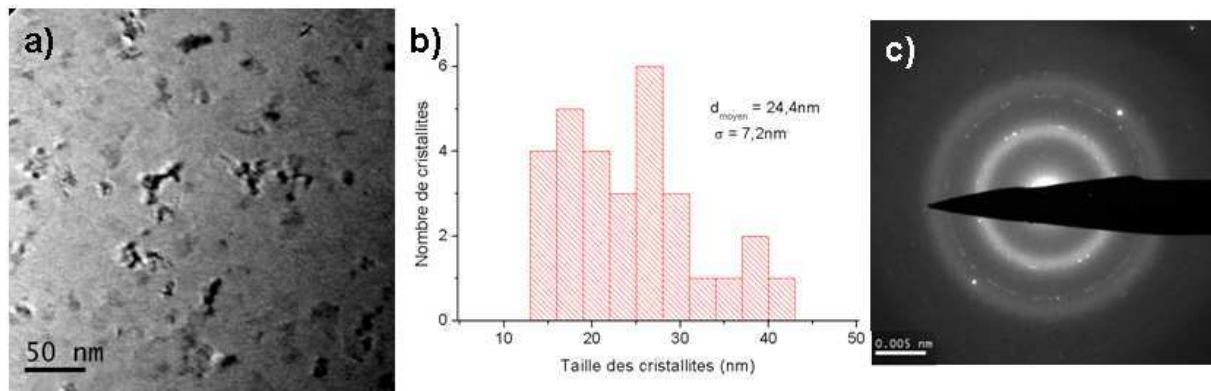 a)
50 nm
b)
Nombre de cristallites
6
4
2
0
d moyen = 24,4nm
σ = 7,2nm
10 20 30 40 50
Taille des cristallites (nm)
c)
0.005 nm